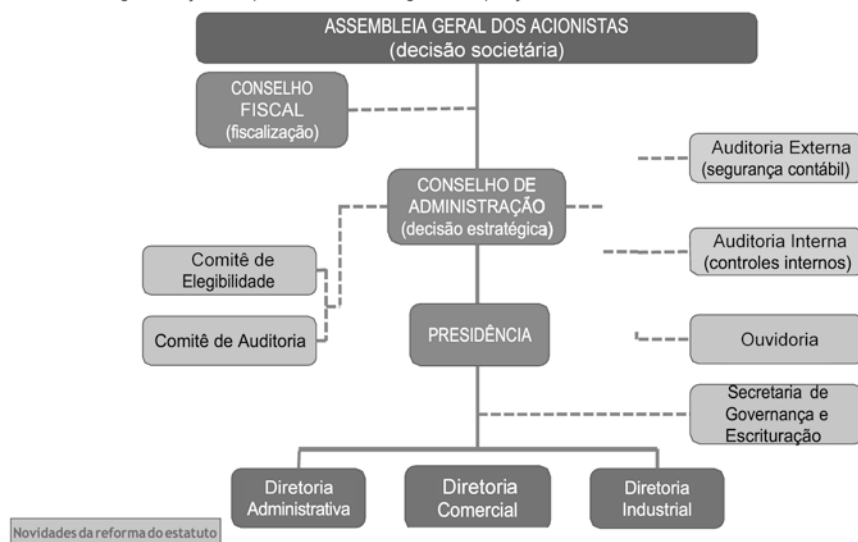 ASSEMBLEIA GERAL DOS ACIONISTAS
(decisão societária)
CONSELHO
FISCAL
(fiscalização)
Auditoria Externa
(segurança contábil)
CONSELHO DE
ADMINISTRAÇÃO
(decisão estratégica)
Auditoria Interna
(controles internos)
Comitê de
Elegibilidade
Comitê de Auditoria
PRESIDÊNCIA
Ouvidoria
Secretaria de
Governança e
Escrituração
Diretoria
Administrativa
Diretoria
Comercial
Diretoria
Industrial
Novidades da reforma do estatuto